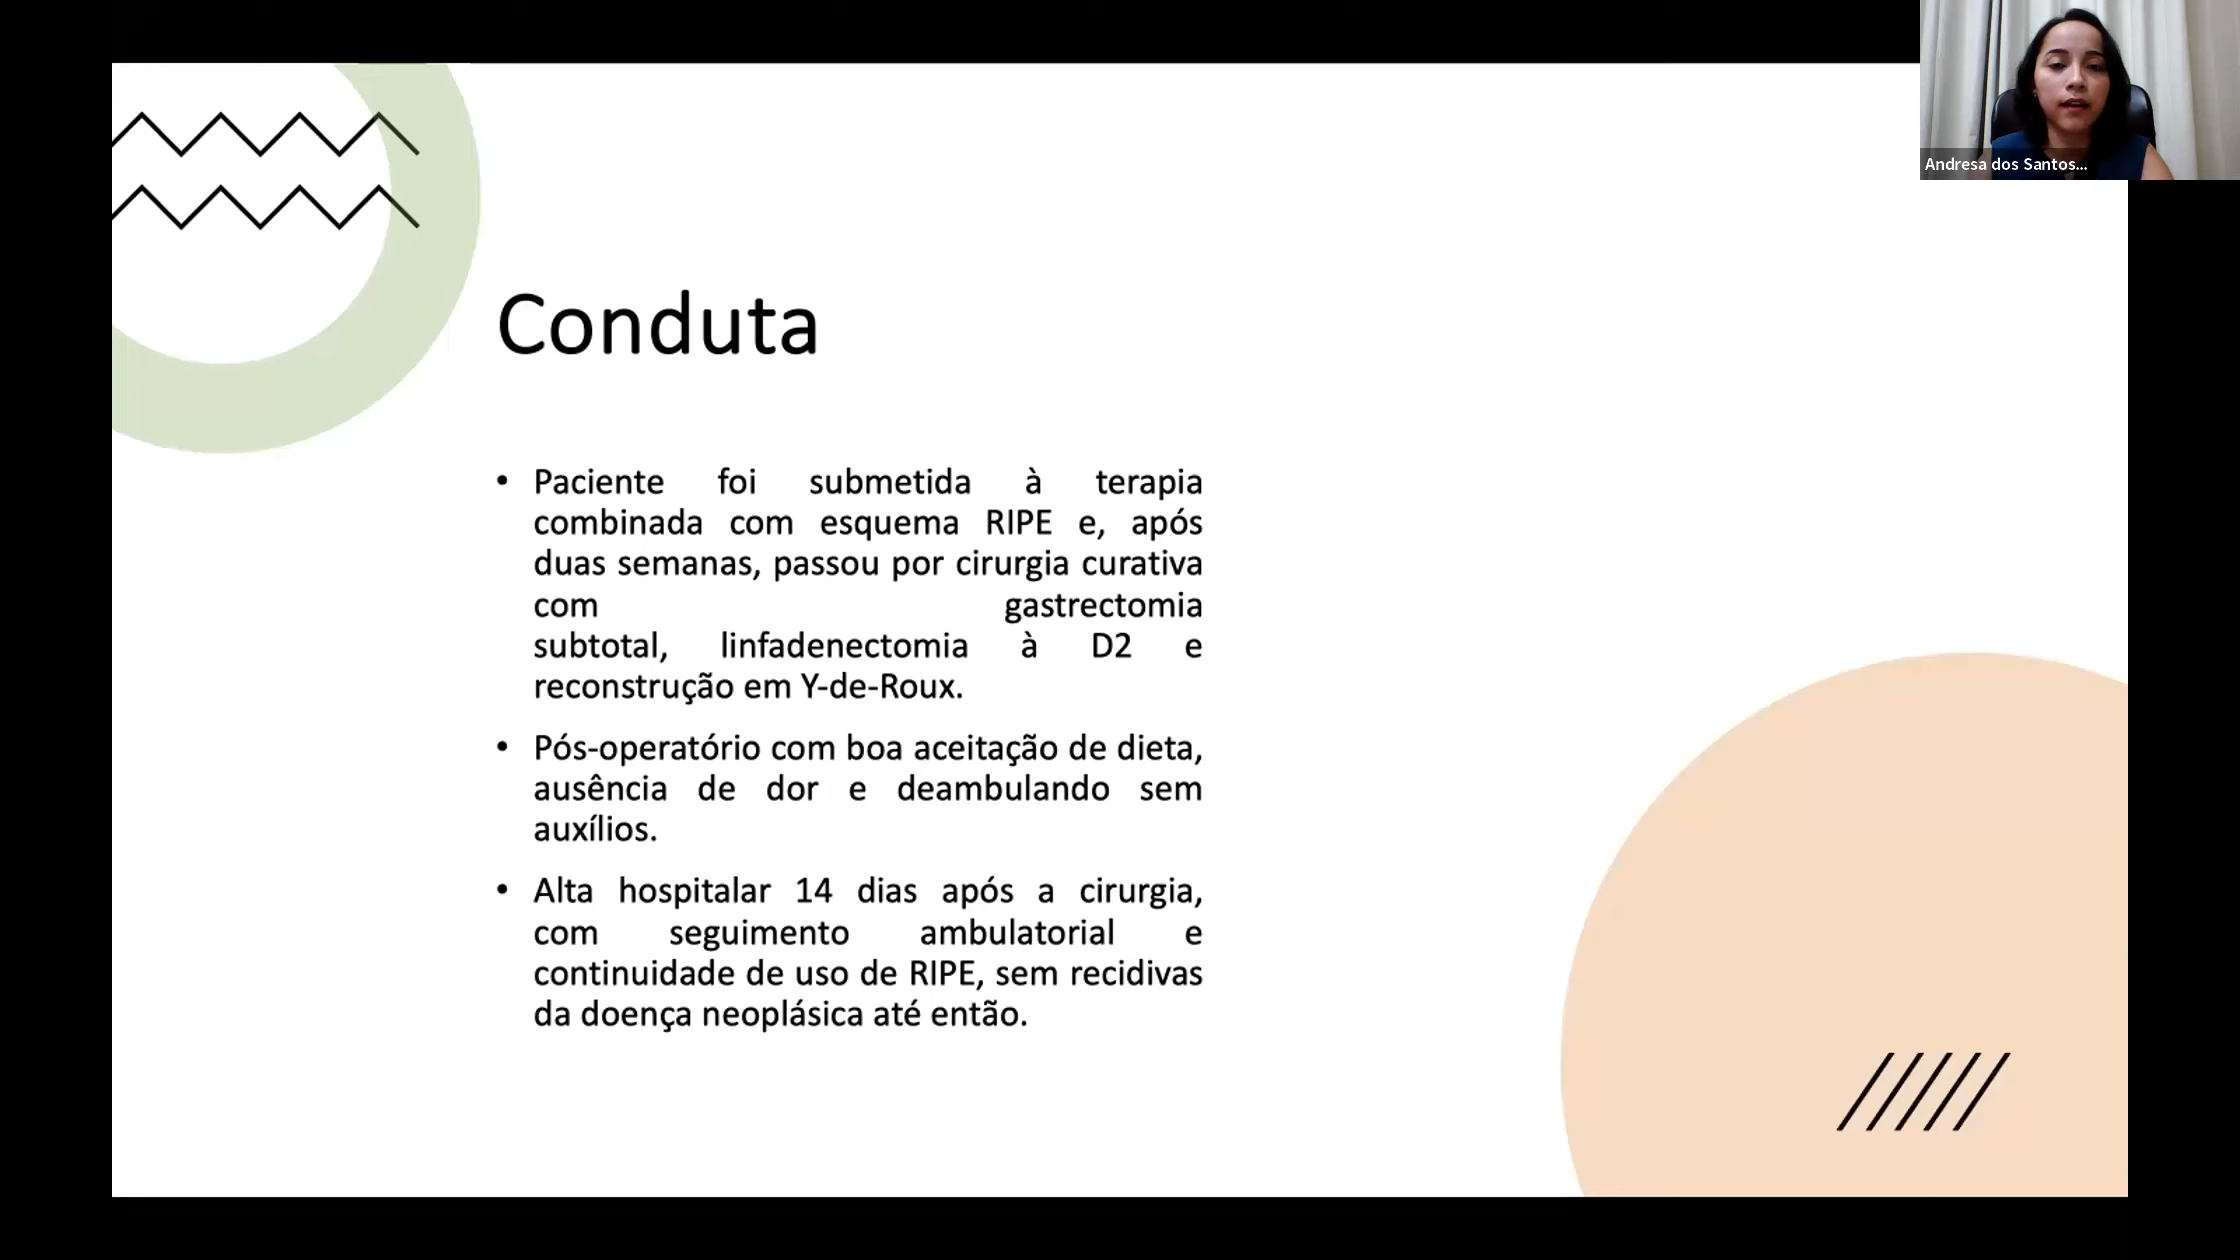 Andresa dos Santos...
Conduta
• Paciente foi submetida à terapia
combinada com esquema RIPE e, após
duas semanas, passou por cirurgia curativa
com gastrectomia
subtotal, linfadenectomia à D2 e
reconstrução em Y-de-Roux.
• Pós-operatório com boa aceitação de dieta,
ausência de dor e deambulando sem
auxílios.
• Alta hospitalar 14 dias após a cirurgia,
com seguimento ambulatorial e
continuidade de uso de RIPE, sem recidivas
da doença neoplásica até então.